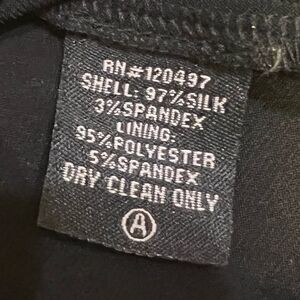 RN#120497
SHELL: 97%SILK
3%SPANDEX
LINING:
95%POLYESTER
5%SPANDEX
DRY CLEAN ONLY
A